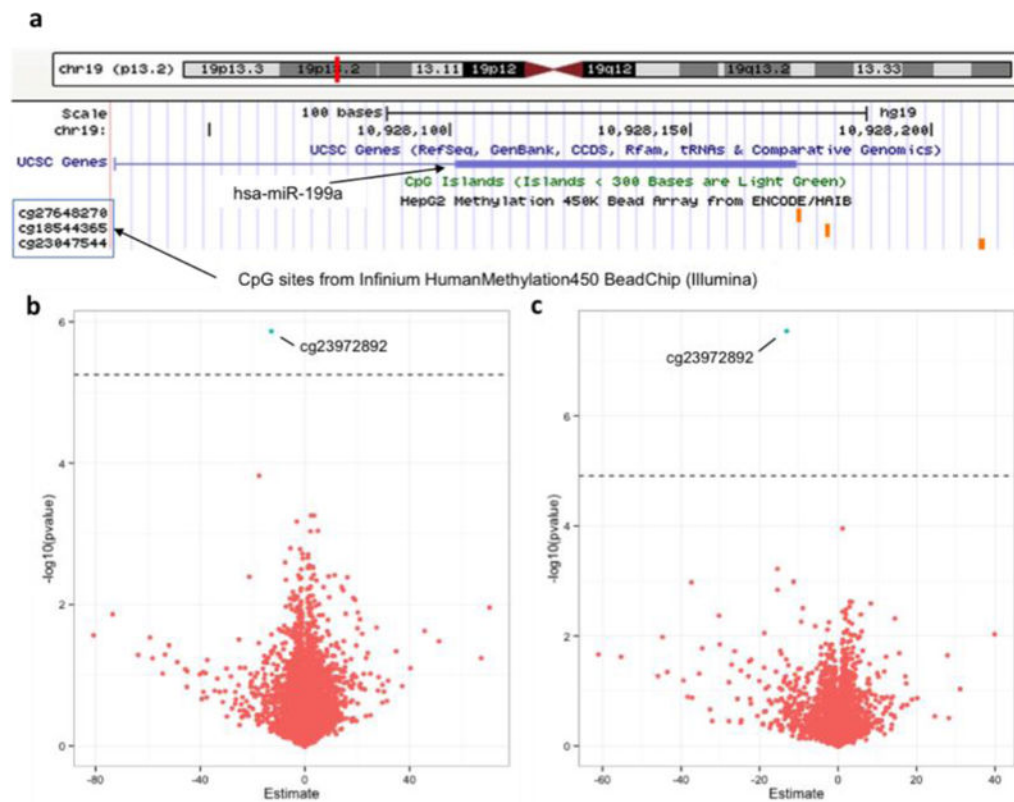 a
chr19 (p13.2) 19p13.3 19p13.2 13.11 19p12 19q12 19q13.2 13.33
Scale 100 bases hg19
chr19: 10,928,100 10,928,150 10,928,200
UCSC Genes (RefSeq, GenBank, CCDS, Rfam, tRNAs & Comparative Genomics)
UCSC Genes
hsa-miR-199a
CpG Islands (Islands < 300 Bases are Light Green)
HepG2 Methylation 450K Bead Array from ENCODE/HAIB
cg27648270
cg18544365
cg23047544
CpG sites from Infinium HumanMethylation450 BeadChip (Illumina)
b
cg23972892
-log10(pvalue)
6
4
2
0
-80 -40 0 40
Estimate
c
cg23972892
-log10(pvalue)
6
4
2
0
-60 -40 -20 0 20 40
Estimate